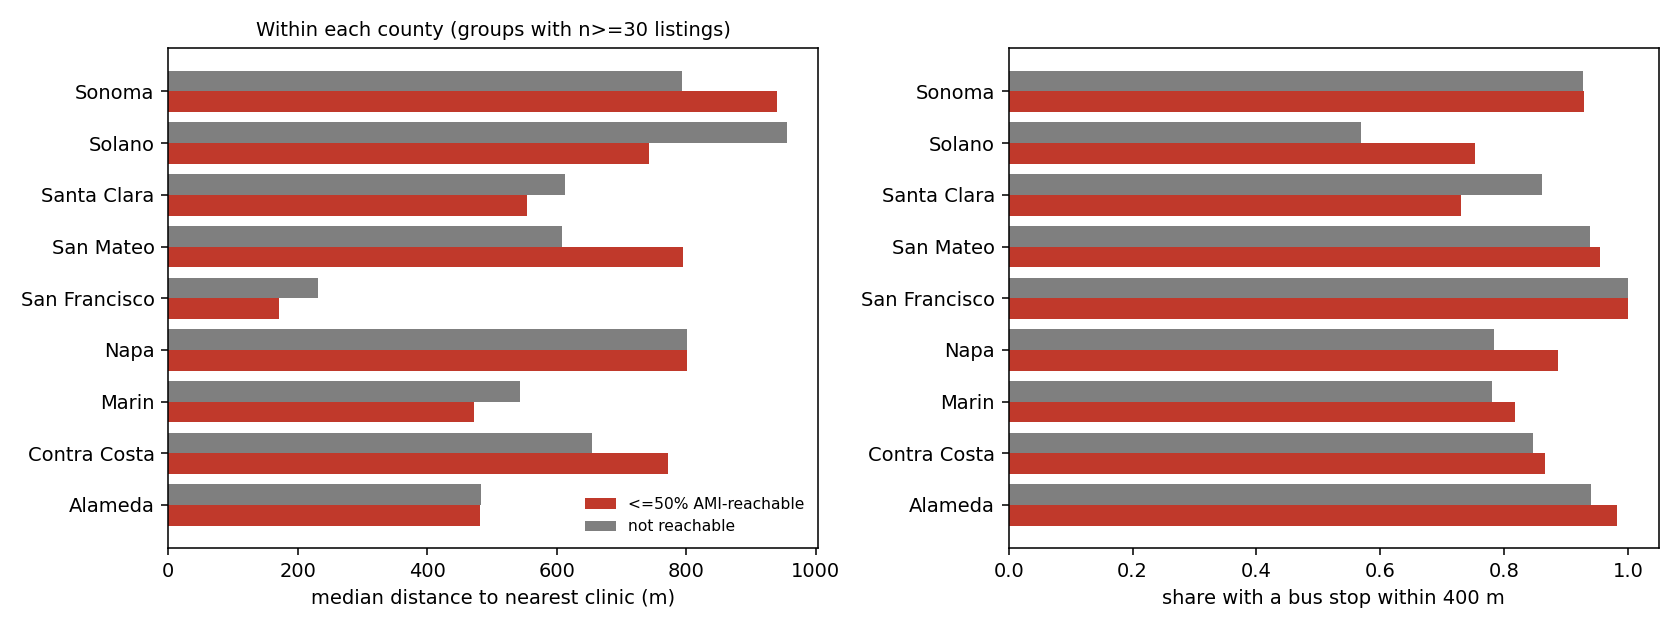 Within each county (groups with n>=30 listings)
Sonoma
Solano
Santa Clara
San Mateo
San Francisco
Napa
Marin
Contra Costa
Alameda
<=50% AMI-reachable
not reachable
0 200 400 600 800 1000
median distance to nearest clinic (m)
Sonoma
Solano
Santa Clara
San Mateo
San Francisco
Napa
Marin
Contra Costa
Alameda
0.0 0.2 0.4 0.6 0.8 1.0
share with a bus stop within 400 m